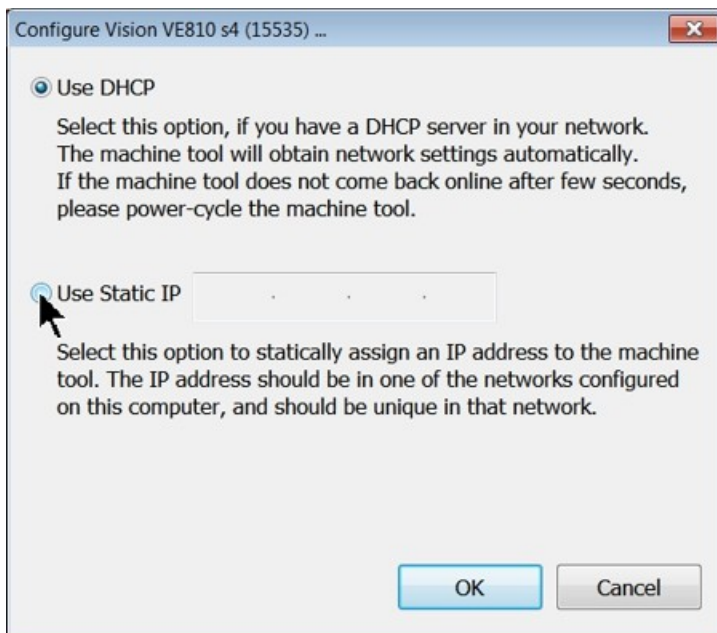 Configure Vision VE810 s4 (15535) ...
Use DHCP
Select this option, if you have a DHCP server in your network.
The machine tool will obtain network settings automatically.
If the machine tool does not come back online after few seconds,
please power-cycle the machine tool.
Use Static IP . . .
Select this option to statically assign an IP address to the machine
tool. The IP address should be in one of the networks configured
on this computer, and should be unique in that network.
OK Cancel